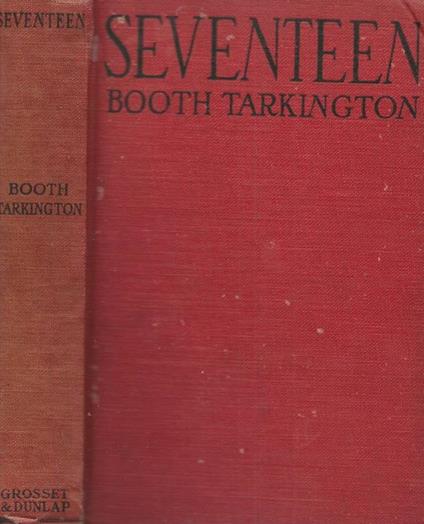 SEVENTEEN
BOOTH
TARKINGTON
GROSSET
& DUNLAP
SEVENTEEN
BOOTH TARKINGTON